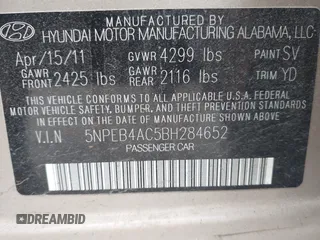 MANUFACTURED BY
HYUNDAI MOTOR MANUFACTURING ALABAMA, LLC
Apr/15/11 GVWR 4299 lbs PAINT SV
GAWR FRONT 2425 lbs GAWR REAR 2116 lbs TRIM YD
THIS VEHICLE CONFORMS TO ALL APPLICABLE FEDERAL MOTOR VEHICLE
SAFETY, BUMPER, AND THEFT PREVENTION STANDARDS IN EFFECT
ON THE DATE OF MANUFACTURE SHOWN ABOVE.
V.I.N 5NPEB4AC5BH284652
PASSENGER CAR
DREAMBID